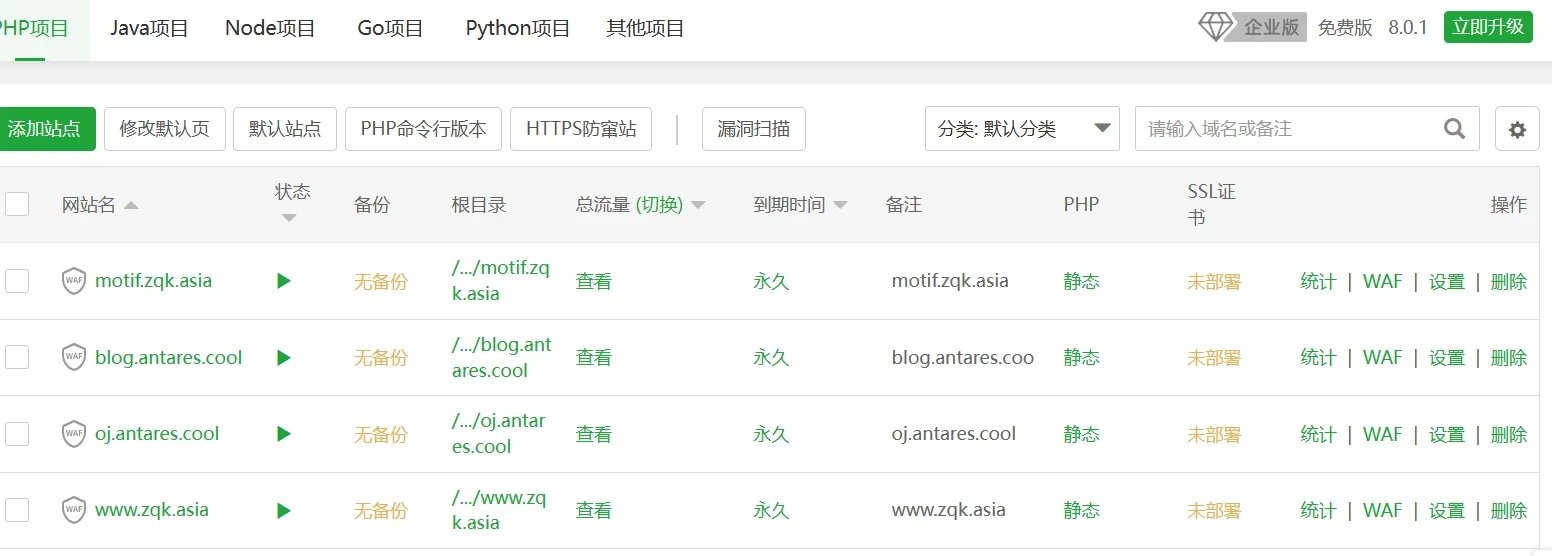 PHP项目 Java项目 Node项目 Go项目 Python项目 其他项目 企业版 免费版 8.0.1 立即升级
添加站点 修改默认页 默认站点 PHP命令行版本 HTTPS防窜站 | 漏洞扫描 分类: 默认分类 请输入域名或备注
网站名 状态 备份 根目录 总流量 (切换) 到期时间 备注 PHP SSL证
书 操作
WAF motif.zqk.asia 无备份 /.../motif.zq
k.asia 查看 永久 motif.zqk.asia 静态 未部署 统计 | WAF | 设置 | 删除
WAF blog.antares.cool 无备份 /.../blog.ant
ares.cool 查看 永久 blog.antares.coo 静态 未部署 统计 | WAF | 设置 | 删除
WAF oj.antares.cool 无备份 /.../oj.antar
es.cool 查看 永久 oj.antares.cool 静态 未部署 统计 | WAF | 设置 | 删除
WAF www.zqk.asia 无备份 /.../www.zq
k.asia 查看 永久 www.zqk.asia 静态 未部署 统计 | WAF | 设置 | 删除